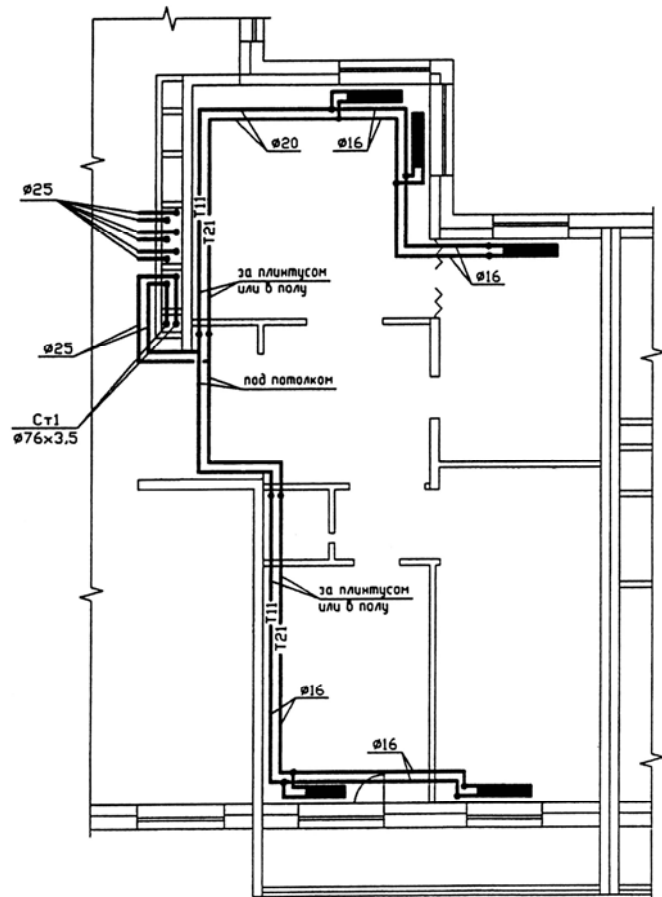 ø20
ø16
ø25
T11
T21
за плинтусом
или в полу
ø16
ø25
под потолком
Ст1
ø76х3,5
за плинтусом
или в полу
T11
T21
ø16
ø16